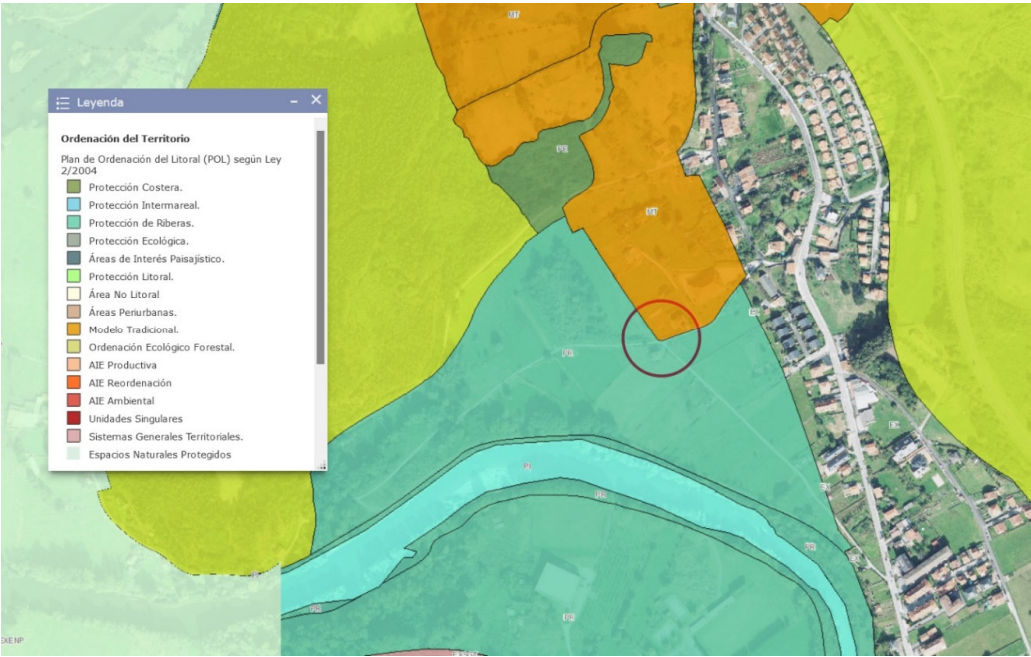 MT
Leyenda
Ordenación del Territorio
Plan de Ordenación del Litoral (POL) según Ley
2/2004
Protección Costera.
Protección Intermareal.
Protección de Riberas.
Protección Ecológica.
Áreas de Interés Paisajístico.
Protección Litoral.
Área No Litoral
Áreas Periurbanas.
Modelo Tradicional.
Ordenación Ecológico Forestal.
AIE Productiva
AIE Reordenación
AIE Ambiental
Unidades Singulares
Sistemas Generales Territoriales.
Espacios Naturales Protegidos
PE
MT
PI
PR
PR
PR
EXENP